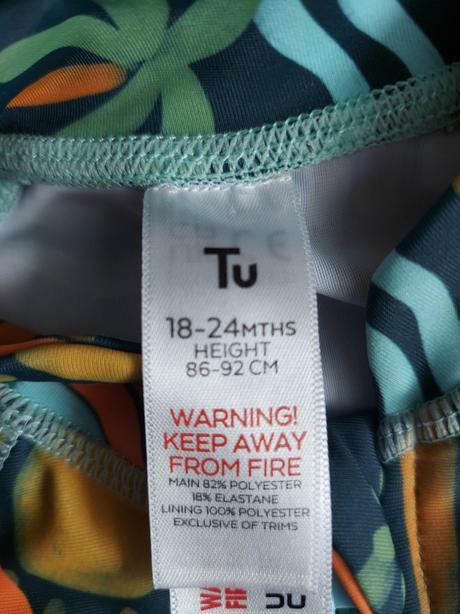 Tu
18-24MTHS
HEIGHT
86-92 CM
WARNING!
KEEP AWAY
FROM FIRE
MAIN 82% POLYESTER
18% ELASTANE
LINING 100% POLYESTER
EXCLUSIVE OF TRIMS